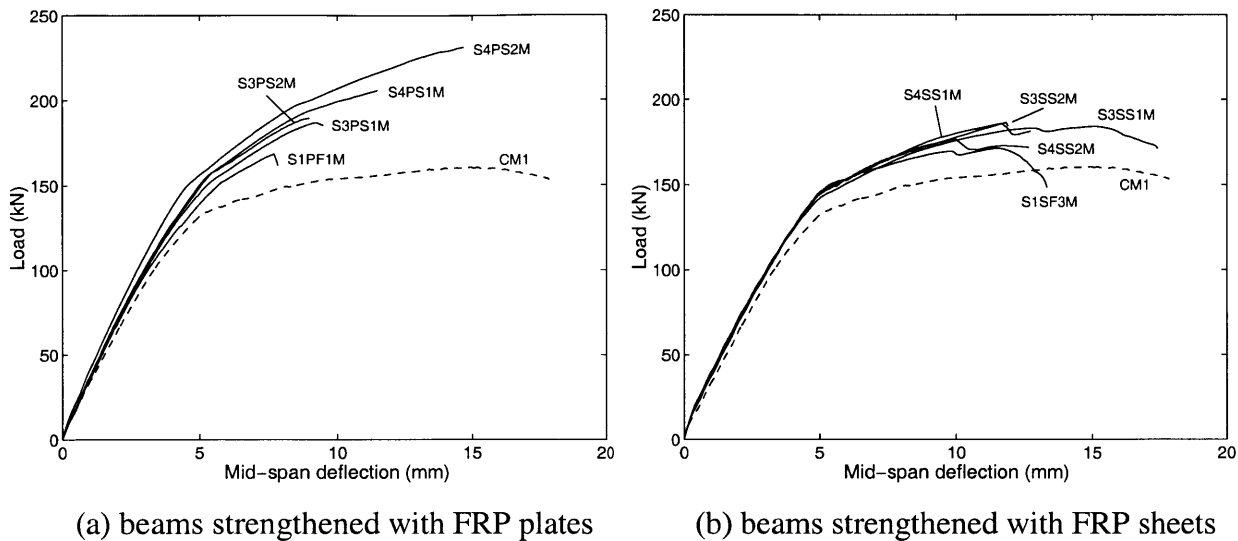 250
200
150
100
50
0
Load (kN)
S4PS2M
S3PS2M
S4PS1M
S3PS1M
S1PF1M
CM1
0 5 10 15 20
Mid-span deflection (mm)
(a) beams strengthened with FRP plates
250
200
150
100
50
0
Load (kN)
S4SS1M
S3SS2M
S3SS1M
S4SS2M
CM1
S1SF3M
0 5 10 15 20
Mid-span deflection (mm)
(b) beams strengthened with FRP sheets